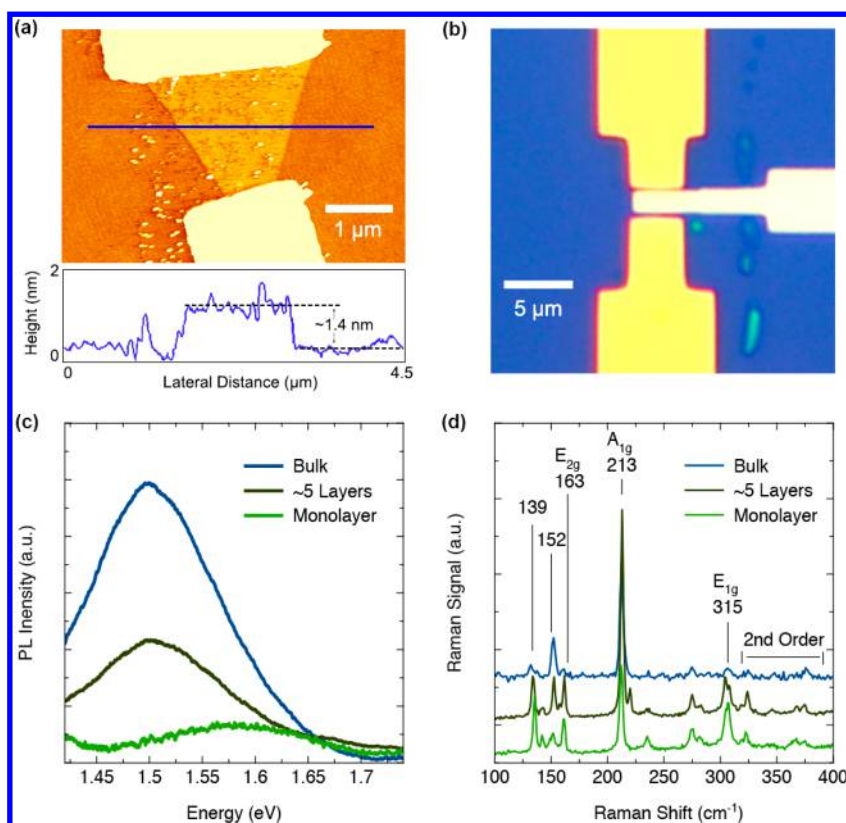 (a)
1 μm
2
Height (nm)
0
~1.4 nm
0
4.5
Lateral Distance (μm)
(b)
5 μm
(c)
PL Inensity (a.u.)
Bulk
~5 Layers
Monolayer
1.45 1.5 1.55 1.6 1.65 1.7
Energy (eV)
(d)
Raman Signal (a.u.)
139
152
E2g
163
A1g
213
Bulk
~5 Layers
Monolayer
E1g
315
2nd Order
100 150 200 250 300 350 400
Raman Shift (cm⁻¹)